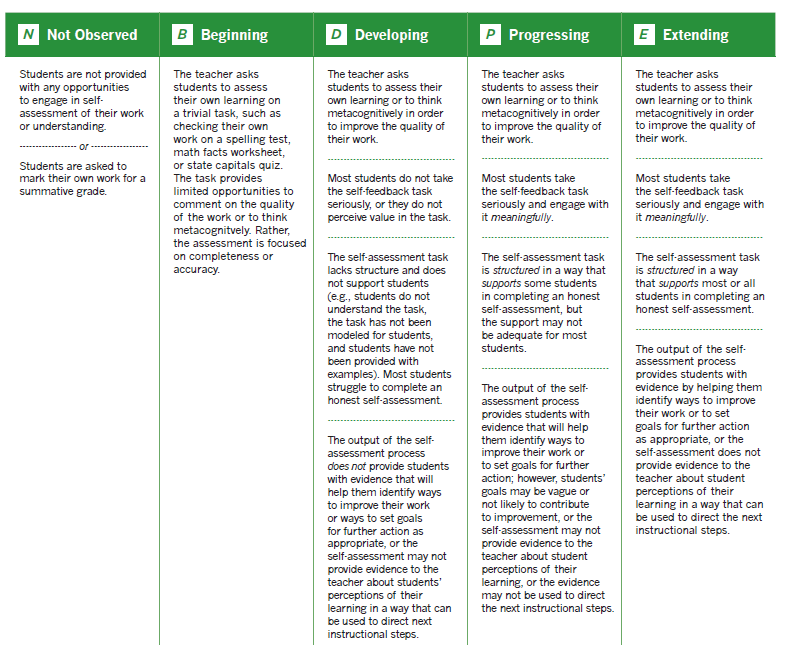 N Not Observed
Students are not provided
with any opportunities
to engage in self-
assessment of their work
or understanding.
or
Students are asked to
mark their own work for a
summative grade.
B Beginning
The teacher asks
students to assess
their own learning on
a trivial task, such as
checking their own
work on a spelling test,
math facts worksheet,
or state capitals quiz.
The task provides
limited opportunities to
comment on the quality
of the work or to think
metacognitvely. Rather,
the assessment is focused
on completeness or
accuracy.
D Developing
The teacher asks
students to assess their
own learning or to think
metacognitively in order
to improve the quality of
their work.
Most students do not take
the self-feedback task
seriously, or they do not
perceive value in the task.
The self-assessment task
lacks structure and does
not support students
(e.g., students do not
understand the task,
the task has not been
modeled for students,
and students have not
been provided with
examples). Most students
struggle to complete an
honest self-assessment.
The output of the self-
assessment process
does not provide students
with evidence that will
help them identify ways
to improve their work
or ways to set goals
for further action as
appropriate, or the
self-assessment may not
provide evidence to the
teacher about students'
perceptions of their
learning in a way that can
be used to direct next
instructional steps.
P Progressing
The teacher asks
students to assess their
own learning or to think
metacognitively in order
to improve the quality of
their work.
Most students take
the self-feedback task
seriously and engage with
it meaningfully.
The self-assessment task
is structured in a way that
supports some students
in completing an honest
self-assessment, but
the support may not
be adequate for most
students.
The output of the self-
assessment process
provides students with
evidence that will help
them identify ways to
improve their work or
to set goals for further
action; however, students'
goals may be vague or
not likely to contribute
to improvement, or the
self-assessment may not
provide evidence to the
teacher about student
perceptions of their
learning, or the evidence
may not be used to direct
the next instructional steps.
E Extending
The teacher asks
students to assess their
own learning or to think
metacognitively in order
to improve the quality of
their work.
Most students take
the self-feedback task
seriously and engage with
it meaningfully.
The self-assessment task
is structured in a way
that supports most or all
students in completing an
honest self-assessment.
The output of the self-
assessment process
provides students with
evidence by helping them
identify ways to improve
their work or to set
goals for further action
as appropriate, or the
self-assessment does not
provide evidence to the
teacher about student
perceptions of their
learning in a way that can
be used to direct the next
instructional steps.